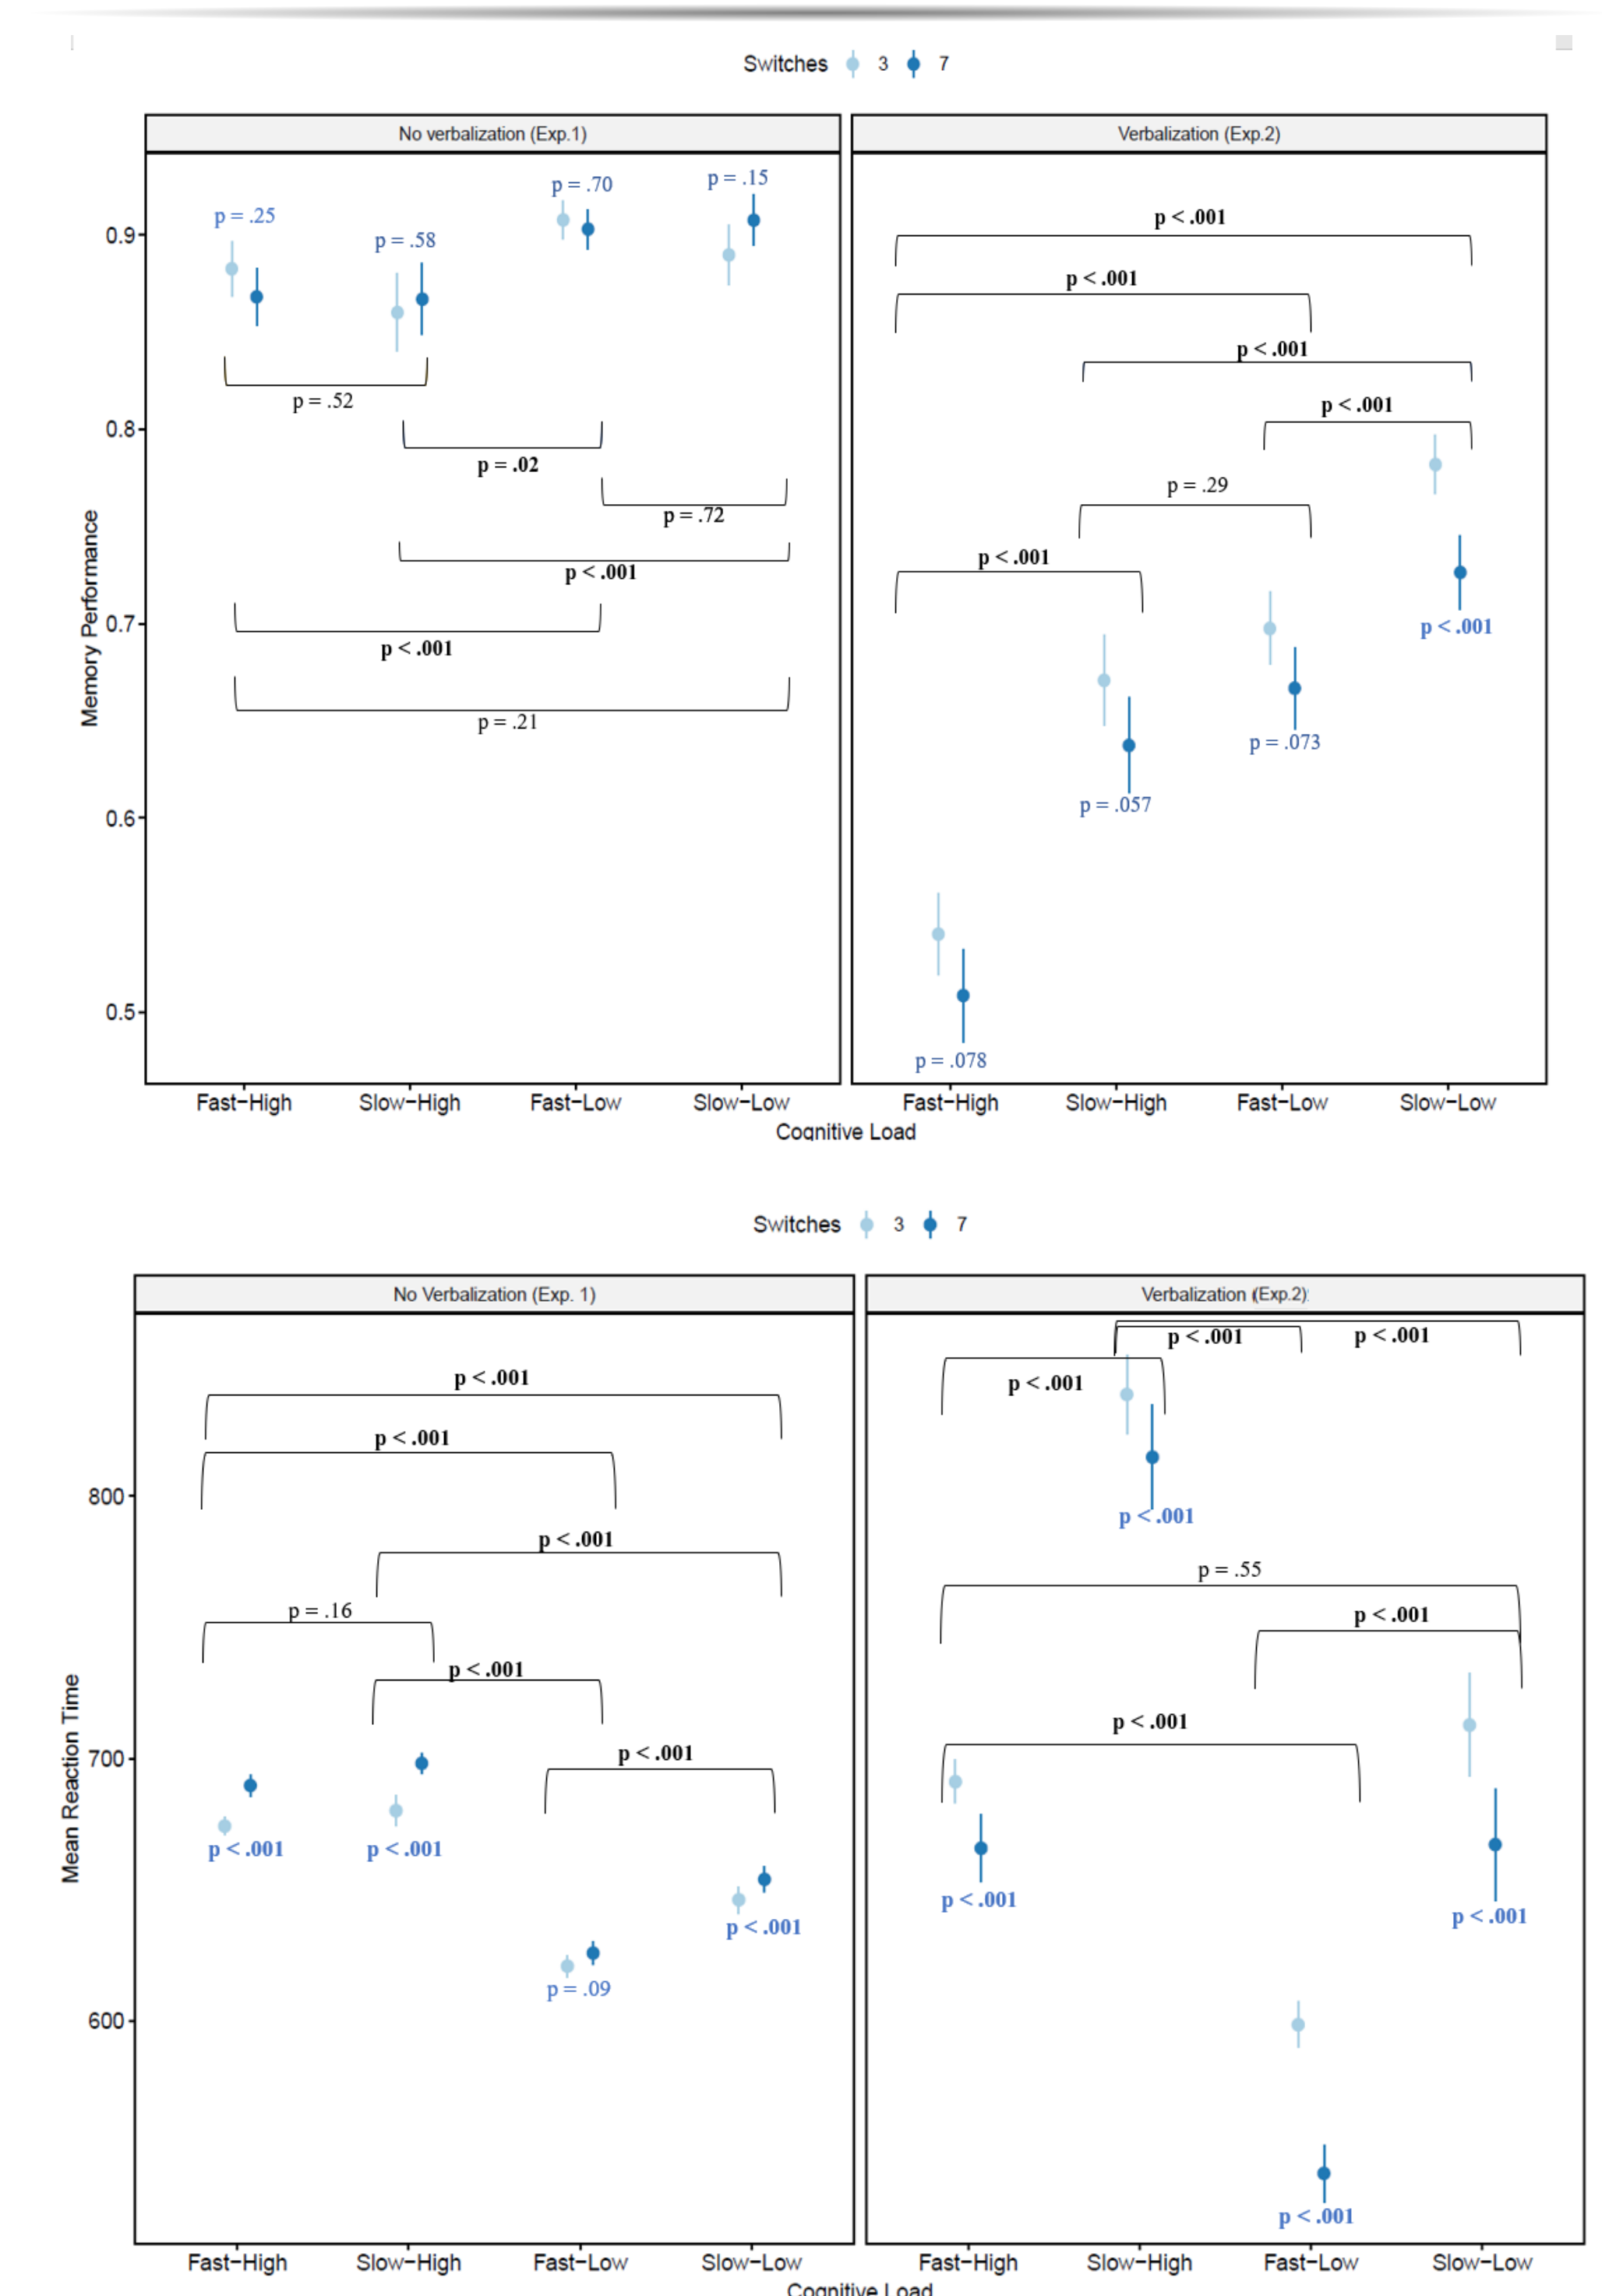 Switches 3 7
No verbalization (Exp.1)
Verbalization (Exp.2)
Memory Performance
0.9
0.8
0.7
0.6
0.5
p = .25
p = .58
p = .70
p = .15
p = .52
p = .02
p = .72
p < .001
p < .001
p = .21
p < .001
p < .001
p < .001
p < .001
p = .29
p < .001
p < .001
p = .073
p = .057
p = .078
Fast-High Slow-High Fast-Low Slow-Low
Fast-High Slow-High Fast-Low Slow-Low
Cognitive Load
Switches 3 7
No Verbalization (Exp. 1)
Verbalization ((Exp.2):
Mean Reaction Time
800
700
600
p < .001
p < .001
p < .001
p = .16
p < .001
p < .001
p < .001
p < .001
p < .001
p = .09
p < .001
p < .001
p < .001
p < .001
p = .55
p < .001
p < .001
p < .001
p < .001
p < .001
Fast-High Slow-High Fast-Low Slow-Low
Fast-High Slow-High Fast-Low Slow-Low
Cognitive Load